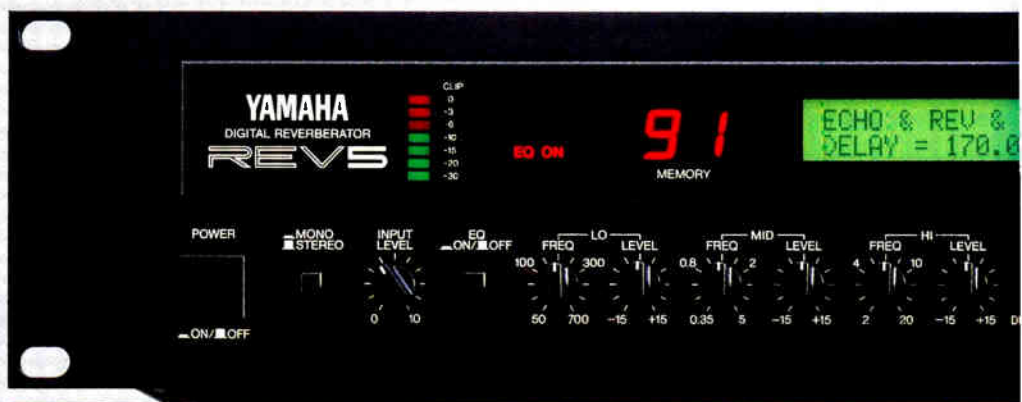 YAMAHA
DIGITAL REVERBERATOR
REV5
CLIP
0
-3
-6
-10
-15
-20
-30
EQ ON
91
MEMORY
ECHO & REV &
DELAY = 170.0
POWER
ON/OFF
MONO
STEREO
INPUT
LEVEL
0 10
EQ
ON/OFF
LO
FREQ LEVEL
100 300
50 700 -15 +15
MID
FREQ LEVEL
0.8 2
0.35 5 -15 +15
HI
FREQ LEVEL
4 10
2 20 -15 +15